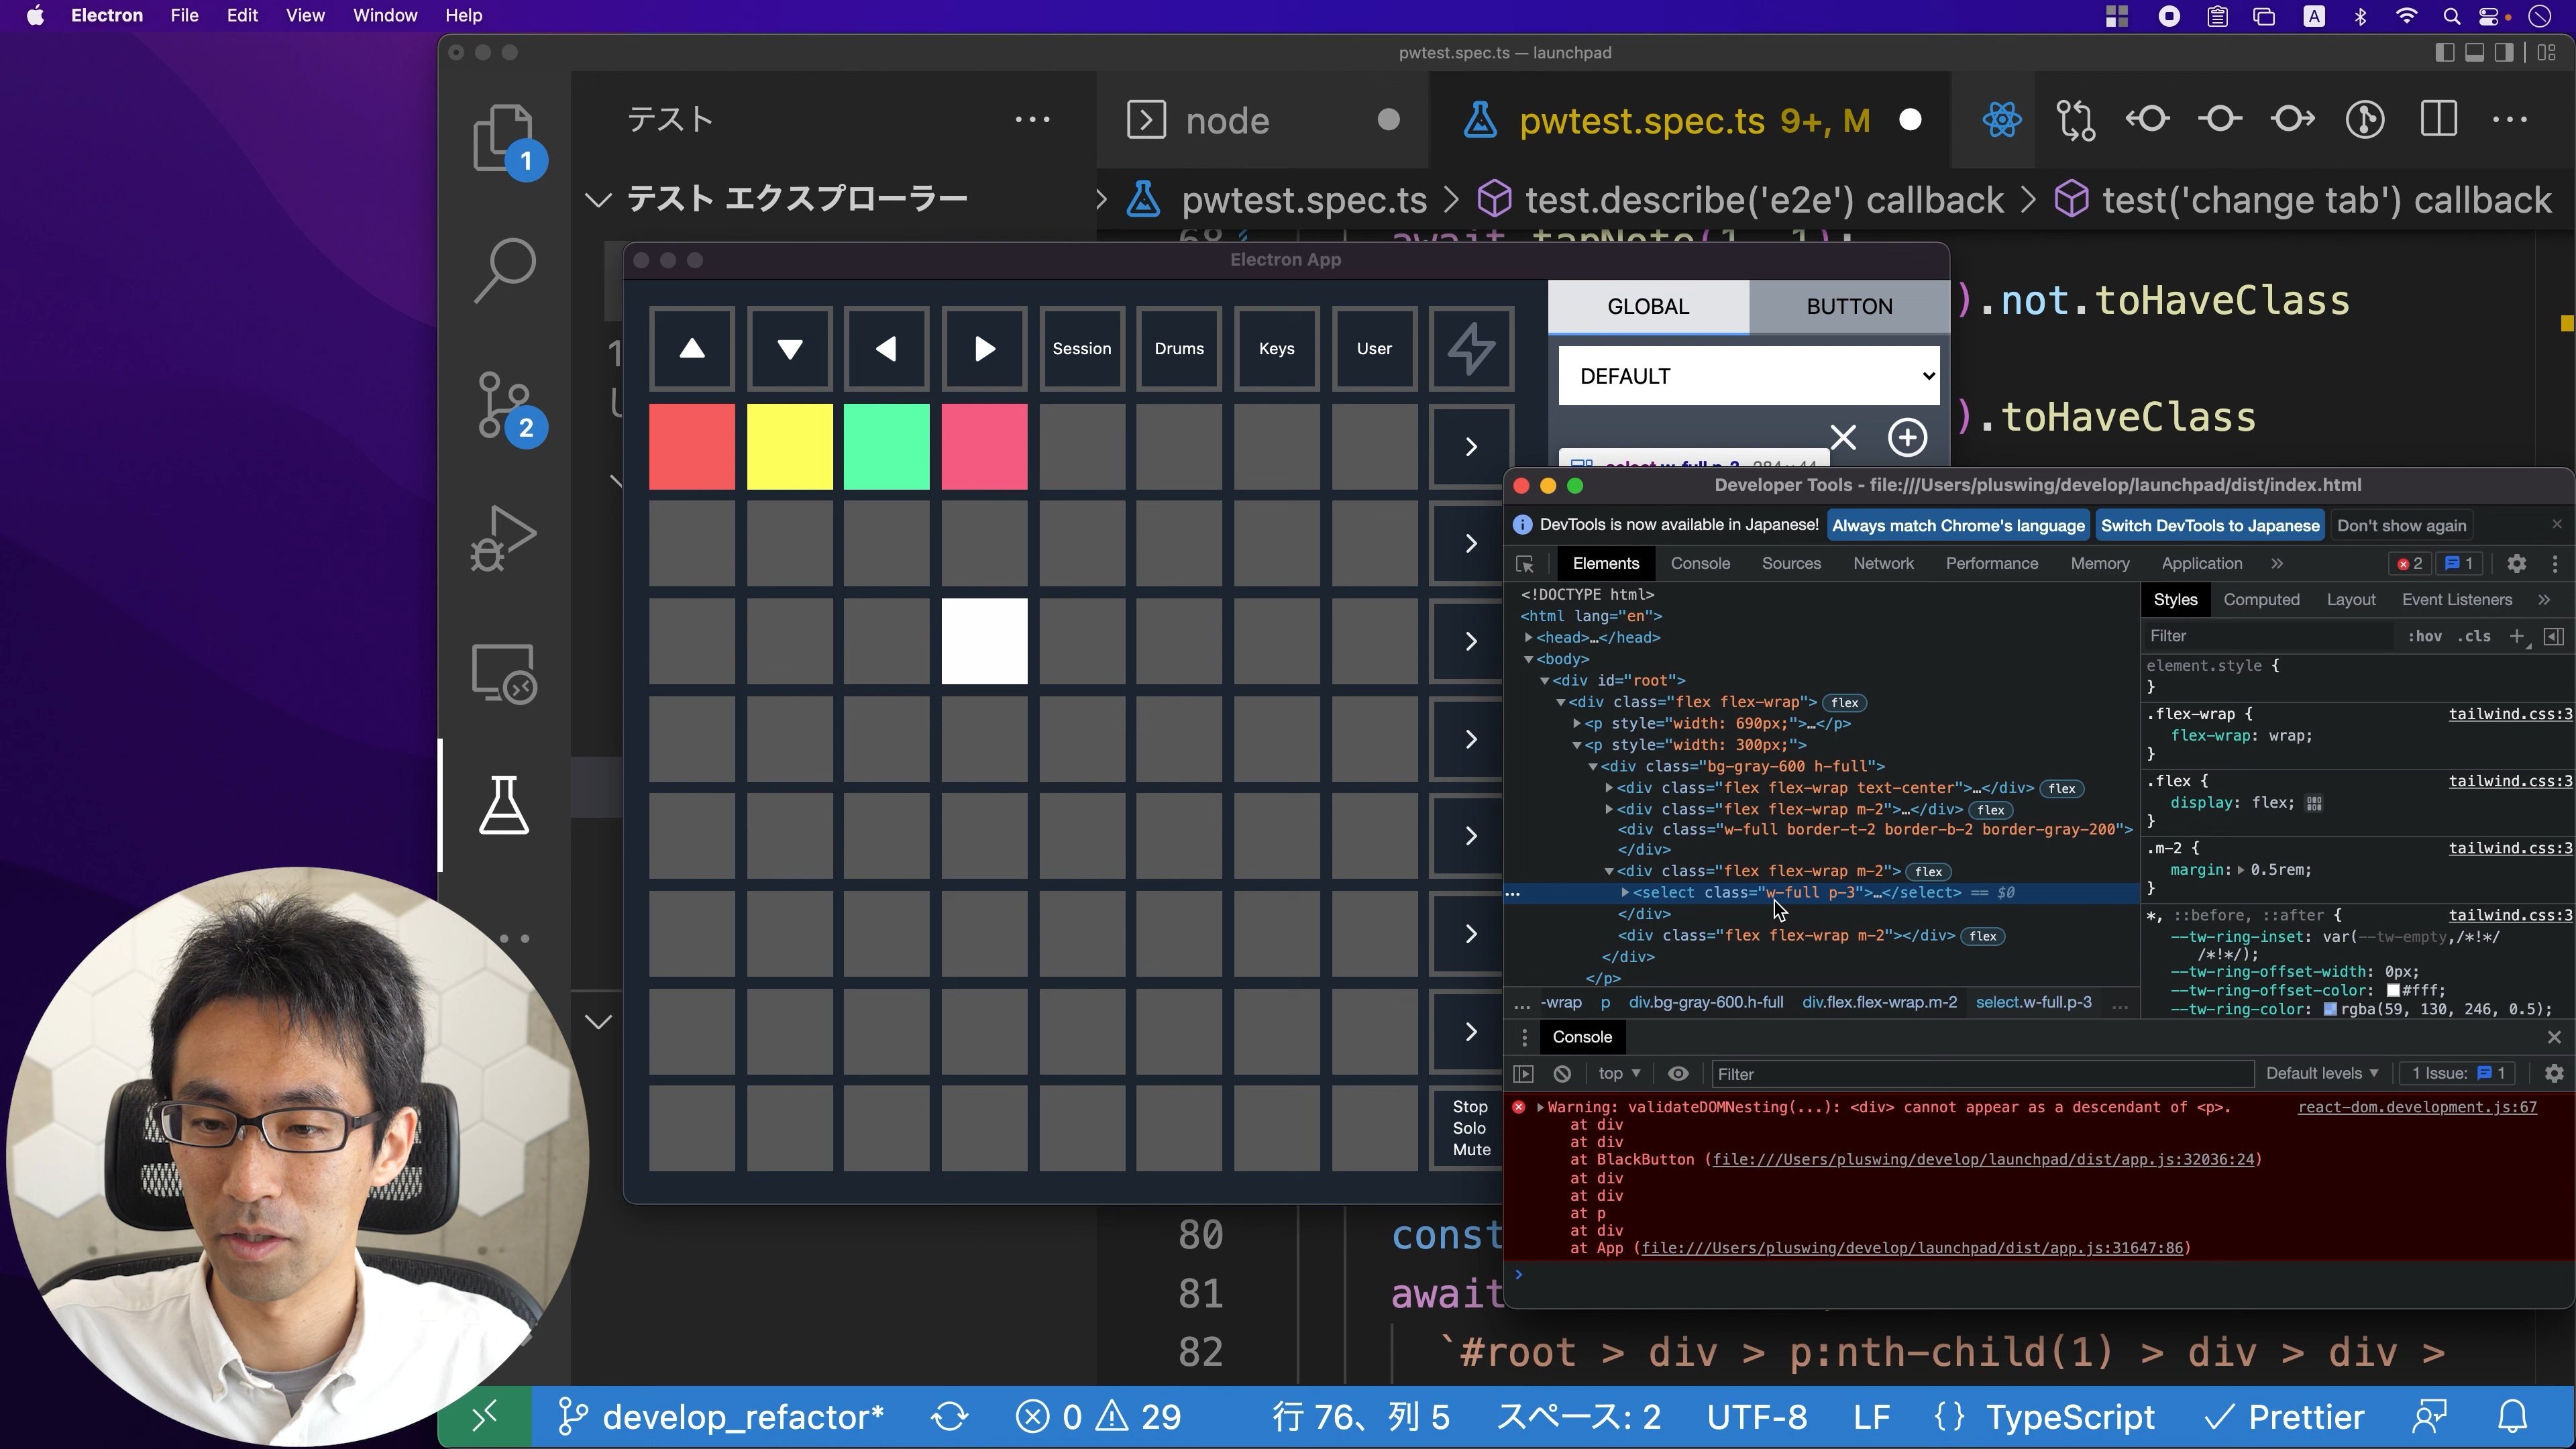 Electron File Edit View Window Help
A
pwtest.spec.ts — launchpad
テスト
node
pwtest.spec.ts 9+, M
1
テスト エクスプローラー
pwtest.spec.ts > test.describe('e2e') callback > test('change tab') callback
68
await tapNote(1, 1);
Electron App
GLOBAL
BUTTON
).not.toHaveClass
Session
Drums
Keys
User
DEFAULT
).toHaveClass
2
select.w-full.p-3 284 × 44
Developer Tools - file:///Users/pluswing/develop/launchpad/dist/index.html
DevTools is now available in Japanese! Always match Chrome's language Switch DevTools to Japanese Don't show again
Elements Console Sources Network Performance Memory Application 2 1
<!DOCTYPE html>
<html lang="en">
<head>…</head>
<body>
<div id="root">
<div class="flex flex-wrap"> flex
<p style="width: 690px;">…</p>
<p style="width: 300px;">
<div class="bg-gray-600 h-full">
<div class="flex flex-wrap text-center">…</div> flex
<div class="flex flex-wrap m-2">…</div> flex
<div class="w-full border-t-2 border-b-2 border-gray-200">
</div>
<div class="flex flex-wrap m-2"> flex
<select class="w-full p-3">…</select> == $0
</div>
<div class="flex flex-wrap m-2"></div> flex
</div>
</p>
… -wrap p div.bg-gray-600.h-full div.flex.flex-wrap.m-2 select.w-full.p-3 …
Styles Computed Layout Event Listeners
Filter :hov .cls
element.style {
}
.flex-wrap { tailwind.css:3
flex-wrap: wrap;
}
.flex { tailwind.css:3
display: flex;
}
.m-2 { tailwind.css:3
margin: 0.5rem;
}
*, ::before, ::after { tailwind.css:3
--tw-ring-inset: var(--tw-empty,/*!*/
/*!*/);
--tw-ring-offset-width: 0px;
--tw-ring-offset-color: #fff;
--tw-ring-color: rgba(59, 130, 246, 0.5);
Console
top Filter Default levels 1 Issue: 1
Warning: validateDOMNesting(...): <div> cannot appear as a descendant of <p>. react-dom.development.js:67
at div
at div
at BlackButton (file:///Users/pluswing/develop/launchpad/dist/app.js:32036:24)
at div
at div
at p
at div
at App (file:///Users/pluswing/develop/launchpad/dist/app.js:31647:86)
Stop
Solo
Mute
80 const
81 await
82 `#root > div > p:nth-child(1) > div > div >
develop_refactor* 0 29 行 76、列 5 スペース: 2 UTF-8 LF {} TypeScript Prettier